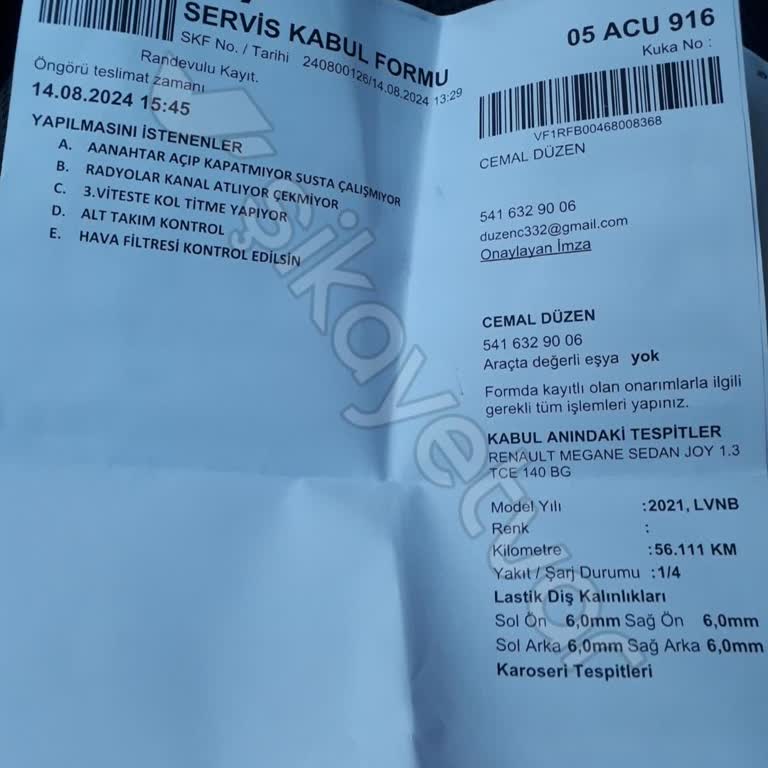 SERVİS KABUL FORMU
SKF No. / Tarihi 240800126/14.08.2024 13:29
Randevulu Kayıt.
Öngörü teslimat zamanı
14.08.2024 15:45
YAPILMASINI İSTENENLER
A. AANAHTAR AÇIP KAPATMIYOR SUSTA ÇALIŞMIYOR
B. RADYOLAR KANAL ATLIYOR ÇEKMİYOR
C. 3.VİTESTE KOL TİTME YAPIYOR
D. ALT TAKIM KONTROL
E. HAVA FİLTRESİ KONTROL EDİLSİN
05 ACU 916
Kuka No :
VF1RFB00468008368
CEMAL DÜZEN
541 632 90 06
duzenc332@gmail.com
Onaylayan İmza
CEMAL DÜZEN
541 632 90 06
Araçta değerli eşya yok
Formda kayıtlı olan onarımlarla ilgili
gerekli tüm işlemleri yapınız.
KABUL ANINDAKİ TESPİTLER
RENAULT MEGANE SEDAN JOY 1.3
TCE 140 BG
Model Yılı :2021, LVNB
Renk :
Kilometre :56.111 KM
Yakıt / Şarj Durumu :1/4
Lastik Diş Kalınlıkları
Sol Ön 6,0mm Sağ Ön 6,0mm
Sol Arka 6,0mm Sağ Arka 6,0mm
Karoseri Tespitleri
şikayetvar